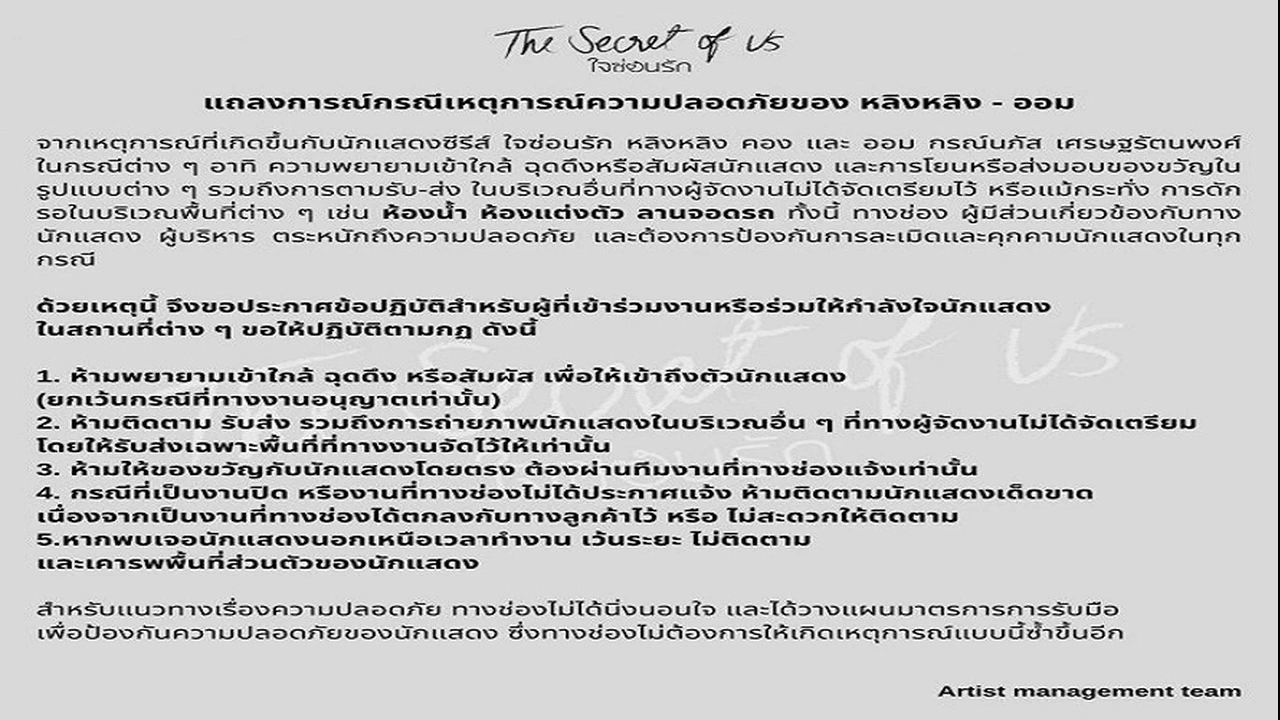 The Secret of Us
ใจซ่อนรัก
แถลงการณ์กรณีเหตุการณ์ความปลอดภัยของ หลิงหลิง - ออม
จากเหตุการณ์ที่เกิดขึ้นกับนักแสดงซีรีส์ ใจซ่อนรัก หลิงหลิง คอง และ ออม กรณ์นภัส เศรษฐรัตนพงศ์
ในกรณีต่าง ๆ อาทิ ความพยายามเข้าใกล้ ฉุดดึงหรือสัมผัสนักแสดง และการโยนหรือส่งมอบของขวัญใน
รูปแบบต่าง ๆ รวมถึงการตามรับ-ส่ง ในบริเวณอื่นที่ทางผู้จัดงานไม่ได้จัดเตรียมไว้ หรือแม้กระทั่ง การดัก
รอในบริเวณพื้นที่ต่าง ๆ เช่น ห้องน้ำ ห้องแต่งตัว ลานจอดรถ ทั้งนี้ ทางช่อง ผู้มีส่วนเกี่ยวข้องกับทาง
นักแสดง ผู้บริหาร ตระหนักถึงความปลอดภัย และต้องการป้องกันการละเมิดและคุกคามนักแสดงในทุก
กรณี
ด้วยเหตุนี้ จึงขอประกาศข้อปฏิบัติสำหรับผู้ที่เข้าร่วมงานหรือร่วมให้กำลังใจนักแสดง
ในสถานที่ต่าง ๆ ขอให้ปฏิบัติตามกฎ ดังนี้
1. ห้ามพยายามเข้าใกล้ ฉุดดึง หรือสัมผัส เพื่อให้เข้าถึงตัวนักแสดง
(ยกเว้นกรณีที่ทางงานอนุญาตเท่านั้น)
2. ห้ามติดตาม รับส่ง รวมถึงการถ่ายภาพนักแสดงในบริเวณอื่น ๆ ที่ทางผู้จัดงานไม่ได้จัดเตรียม
โดยให้รับส่งเฉพาะพื้นที่ที่ทางงานจัดไว้ให้เท่านั้น
3. ห้ามให้ของขวัญกับนักแสดงโดยตรง ต้องผ่านทีมงานที่ทางช่องแจ้งเท่านั้น
4. กรณีที่เป็นงานปิด หรืองานที่ทางช่องไม่ได้ประกาศแจ้ง ห้ามติดตามนักแสดงเด็ดขาด
เนื่องจากเป็นงานที่ทางช่องได้ตกลงกับทางลูกค้าไว้ หรือ ไม่สะดวกให้ติดตาม
5.หากพบเจอนักแสดงนอกเหนือเวลาทำงาน เว้นระยะ ไม่ติดตาม
และเคารพพื้นที่ส่วนตัวของนักแสดง
สำหรับแนวทางเรื่องความปลอดภัย ทางช่องไม่ได้นิ่งนอนใจ และได้วางแผนมาตรการการรับมือ
เพื่อป้องกันความปลอดภัยของนักแสดง ซึ่งทางช่องไม่ต้องการให้เกิดเหตุการณ์แบบนี้ซ้ำขึ้นอีก
Artist management team